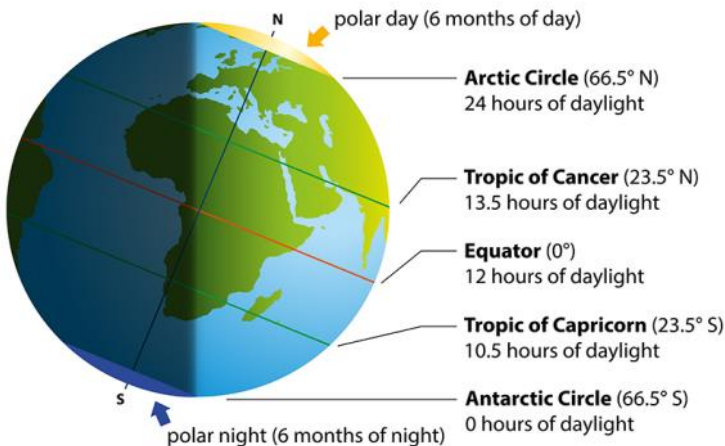 N
polar day (6 months of day)
Arctic Circle (66.5° N)
24 hours of daylight
Tropic of Cancer (23.5° N)
13.5 hours of daylight
Equator (0°)
12 hours of daylight
Tropic of Capricorn (23.5° S)
10.5 hours of daylight
Antarctic Circle (66.5° S)
0 hours of daylight
S
polar night (6 months of night)